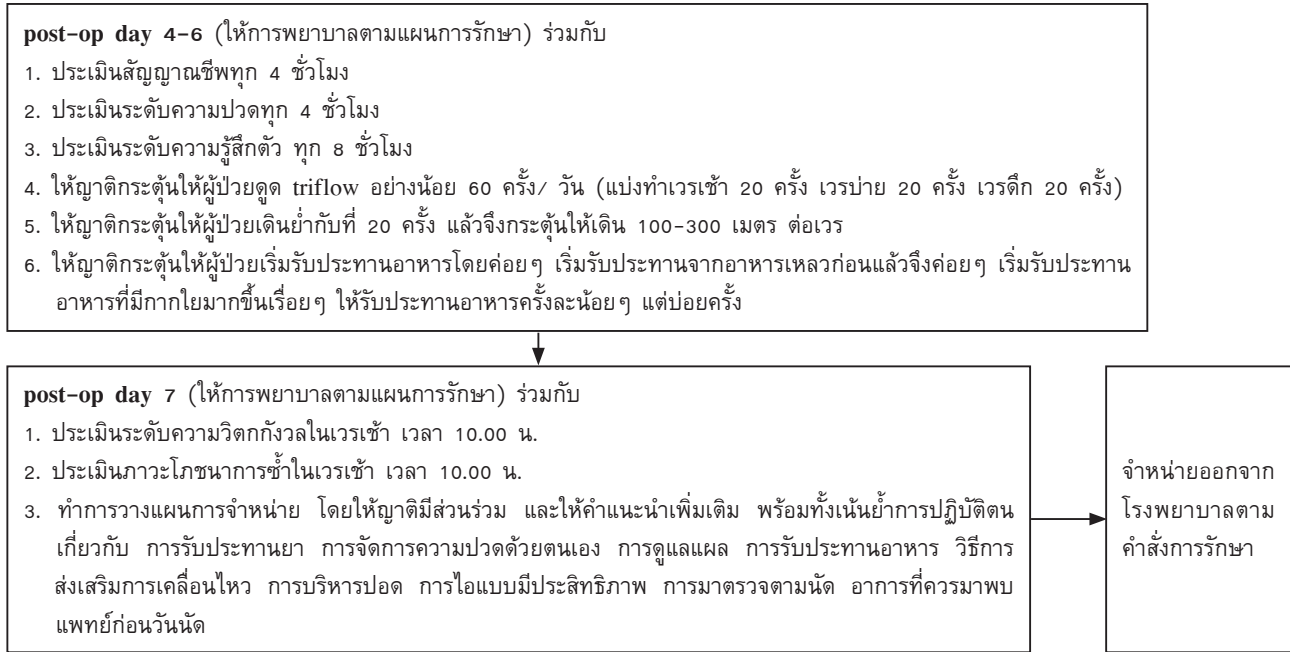 post-op day 4-6 (ให้การพยาบาลตามแผนการรักษา) ร่วมกับ
1. ประเมินสัญญาณชีพทุก 4 ชั่วโมง
2. ประเมินระดับความปวดทุก 4 ชั่วโมง
3. ประเมินระดับความรู้สึกตัว ทุก 8 ชั่วโมง
4. ให้ญาติกระตุ้นให้ผู้ป่วยดูด triflow อย่างน้อย 60 ครั้ง/ วัน (แบ่งทำเวรเช้า 20 ครั้ง เวรบ่าย 20 ครั้ง เวรดึก 20 ครั้ง)
5. ให้ญาติกระตุ้นให้ผู้ป่วยเดินย่ำกับที่ 20 ครั้ง แล้วจึงกระตุ้นให้เดิน 100-300 เมตร ต่อเวร
6. ให้ญาติกระตุ้นให้ผู้ป่วยเริ่มรับประทานอาหารโดยค่อยๆ เริ่มรับประทานจากอาหารเหลวก่อนแล้วจึงค่อยๆ เริ่มรับประทาน
อาหารที่มีกากใยมากขึ้นเรื่อยๆ ให้รับประทานอาหารครั้งละน้อยๆ แต่บ่อยครั้ง
post-op day 7 (ให้การพยาบาลตามแผนการรักษา) ร่วมกับ
1. ประเมินระดับความวิตกกังวลในเวรเช้า เวลา 10.00 น.
2. ประเมินภาวะโภชนาการซ้ำในเวรเช้า เวลา 10.00 น.
3. ทำการวางแผนการจำหน่าย โดยให้ญาติมีส่วนร่วม และให้คำแนะนำเพิ่มเติม พร้อมทั้งเน้นย้ำการปฏิบัติตน
เกี่ยวกับ การรับประทานยา การจัดการความปวดด้วยตนเอง การดูแลแผล การรับประทานอาหาร วิธีการ
ส่งเสริมการเคลื่อนไหว การบริหารปอด การไอแบบมีประสิทธิภาพ การมาตรวจตามนัด อาการที่ควรมาพบ
แพทย์ก่อนวันนัด
จำหน่ายออกจาก
โรงพยาบาลตาม
คำสั่งการรักษา